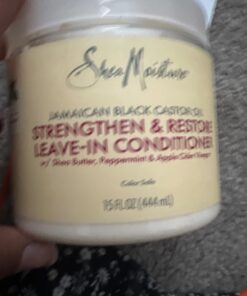 SheaMoisture
JAMAICAN BLACK CASTOR OIL
STRENGTHEN & RESTORE
LEAVE-IN CONDITIONER
w/ Shea Butter, Peppermint & Apple Cider Vinegar
Color Safe
15 FL OZ (444 mL)